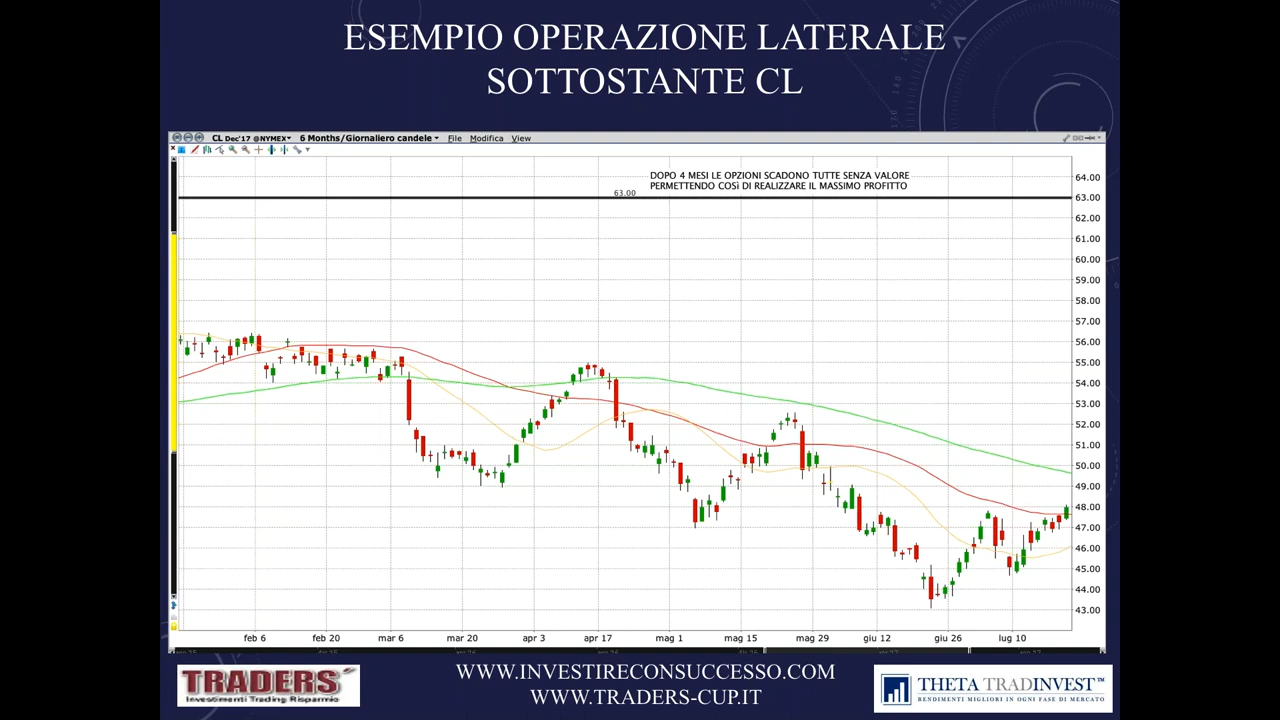 ESEMPIO OPERAZIONE LATERALE
SOTTOSTANTE CL
CL Dec'17 @NYMEX 6 Months/Giornaliero candele File Modifica View
DOPO 4 MESI LE OPZIONI SCADONO TUTTE SENZA VALORE
PERMETTENDO COSì DI REALIZZARE IL MASSIMO PROFITTO
63.00
64.00
63.00
62.00
61.00
60.00
59.00
58.00
57.00
56.00
55.00
54.00
53.00
52.00
51.00
50.00
49.00
48.00
47.00
46.00
45.00
44.00
43.00
feb 6 feb 20 mar 6 mar 20 apr 3 apr 17 mag 1 mag 15 mag 29 giu 12 giu 26 lug 10
TRADERS´
Investimenti Trading Risparmio
WWW.INVESTIRECONSUCCESSO.COM
WWW.TRADERS-CUP.IT
THETA TRADINVEST™
RENDIMENTI MIGLIORI IN OGNI FASE DI MERCATO